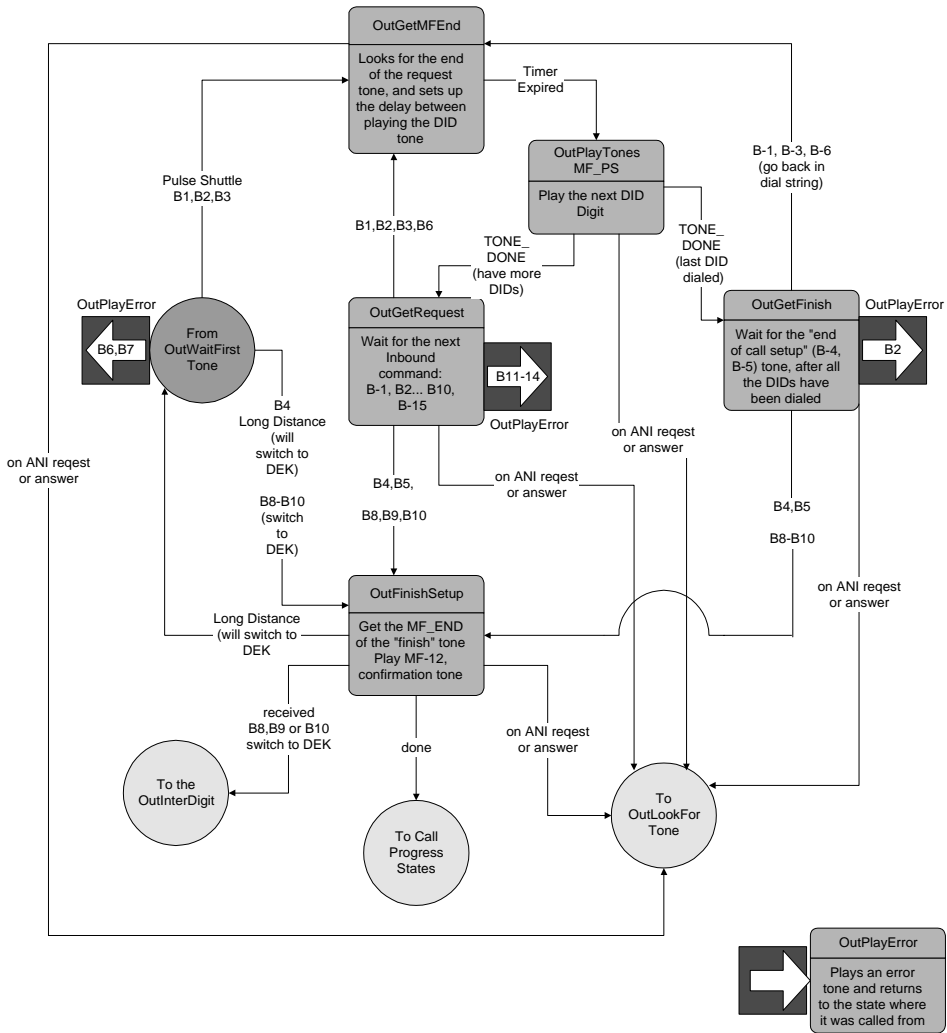 OutGetMFEnd
Looks for the end
of the request
tone, and sets up
the delay between
playing the DID
tone
Timer
Expired
OutPlayTones
MF_PS
Play the next DID
Digit
B-1, B-3, B-6
(go back in
dial string)
Pulse Shuttle
B1,B2,B3
B1,B2,B3,B6
TONE_
DONE
(have more
DIDs)
TONE_
DONE
(last DID
dialed)
OutPlayError
B6,B7
From
OutWaitFirst
Tone
OutGetRequest
Wait for the next
Inbound
command:
B-1, B2... B10,
B-15
B11-14
OutPlayError
OutGetFinish
Wait for the "end
of call setup" (B-4,
B-5) tone, after all
the DIDs have
been dialed
OutPlayError
B2
on ANI reqest
or answer
B4
Long Distance
(will
switch to
DEK)
B8-B10
(switch
to
DEK)
B4,B5,
B8,B9,B10
on ANI reqest
or answer
on ANI reqest
or answer
B4,B5
B8-B10
on ANI reqest
or answer
OutFinishSetup
Get the MF_END
of the "finish" tone
Play MF-12,
confirmation tone
Long Distance
(will switch to
DEK
received
B8,B9 or B10
switch to DEK
done
on ANI reqest
or answer
To the
OutInterDigit
To Call
Progress
States
To
OutLookFor
Tone
OutPlayError
Plays an error
tone and returns
to the state where
it was called from